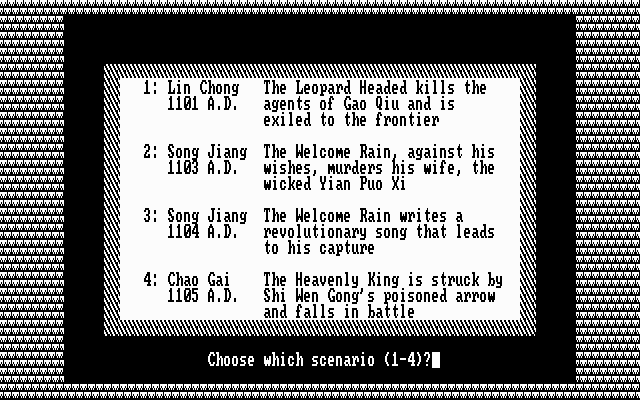 1: Lin Chong The Leopard Headed kills the
1101 A.D. agents of Gao Qiu and is
exiled to the frontier
2: Song Jiang The Welcome Rain, against his
1103 A.D. wishes, murders his wife, the
wicked Yian Puo Xi
3: Song Jiang The Welcome Rain writes a
1104 A.D. revolutionary song that leads
to his capture
4: Chao Gai The Heavenly King is struck by
1105 A.D. Shi Wen Gong's poisoned arrow
and falls in battle
Choose which scenario (1-4)?